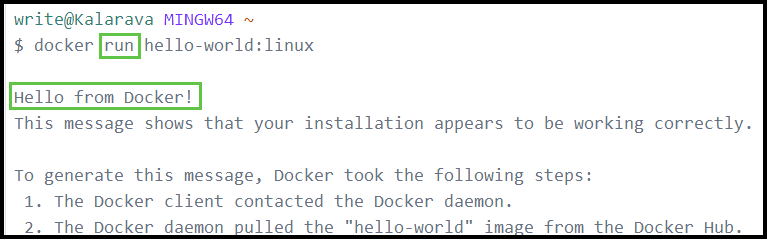 write@Kalarava MINGW64 ~
$ docker run hello-world:linux
Hello from Docker!
This message shows that your installation appears to be working correctly.
To generate this message, Docker took the following steps:
1. The Docker client contacted the Docker daemon.
2. The Docker daemon pulled the "hello-world" image from the Docker Hub.